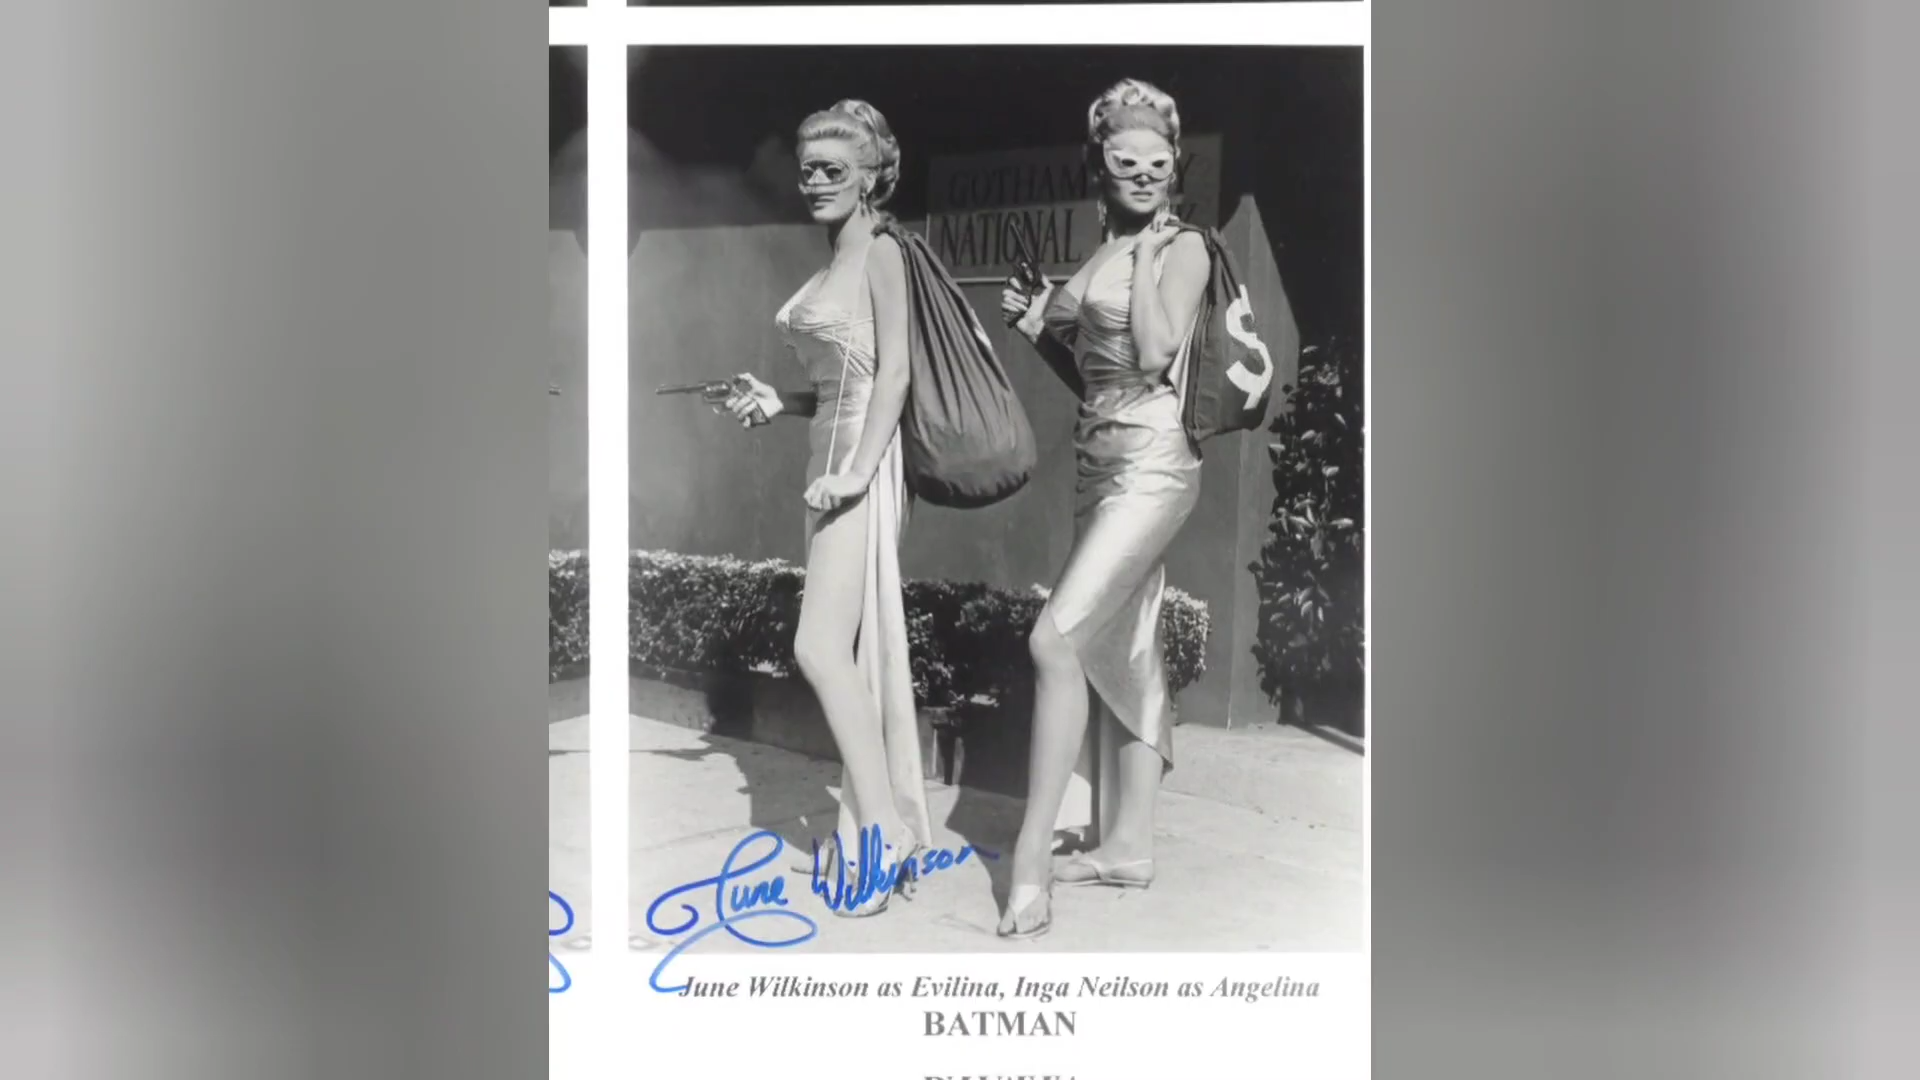 GOTHAM
NATIONAL
$
June Wilkinson
June Wilkinson as Evilina, Inga Neilson as Angelina
BATMAN